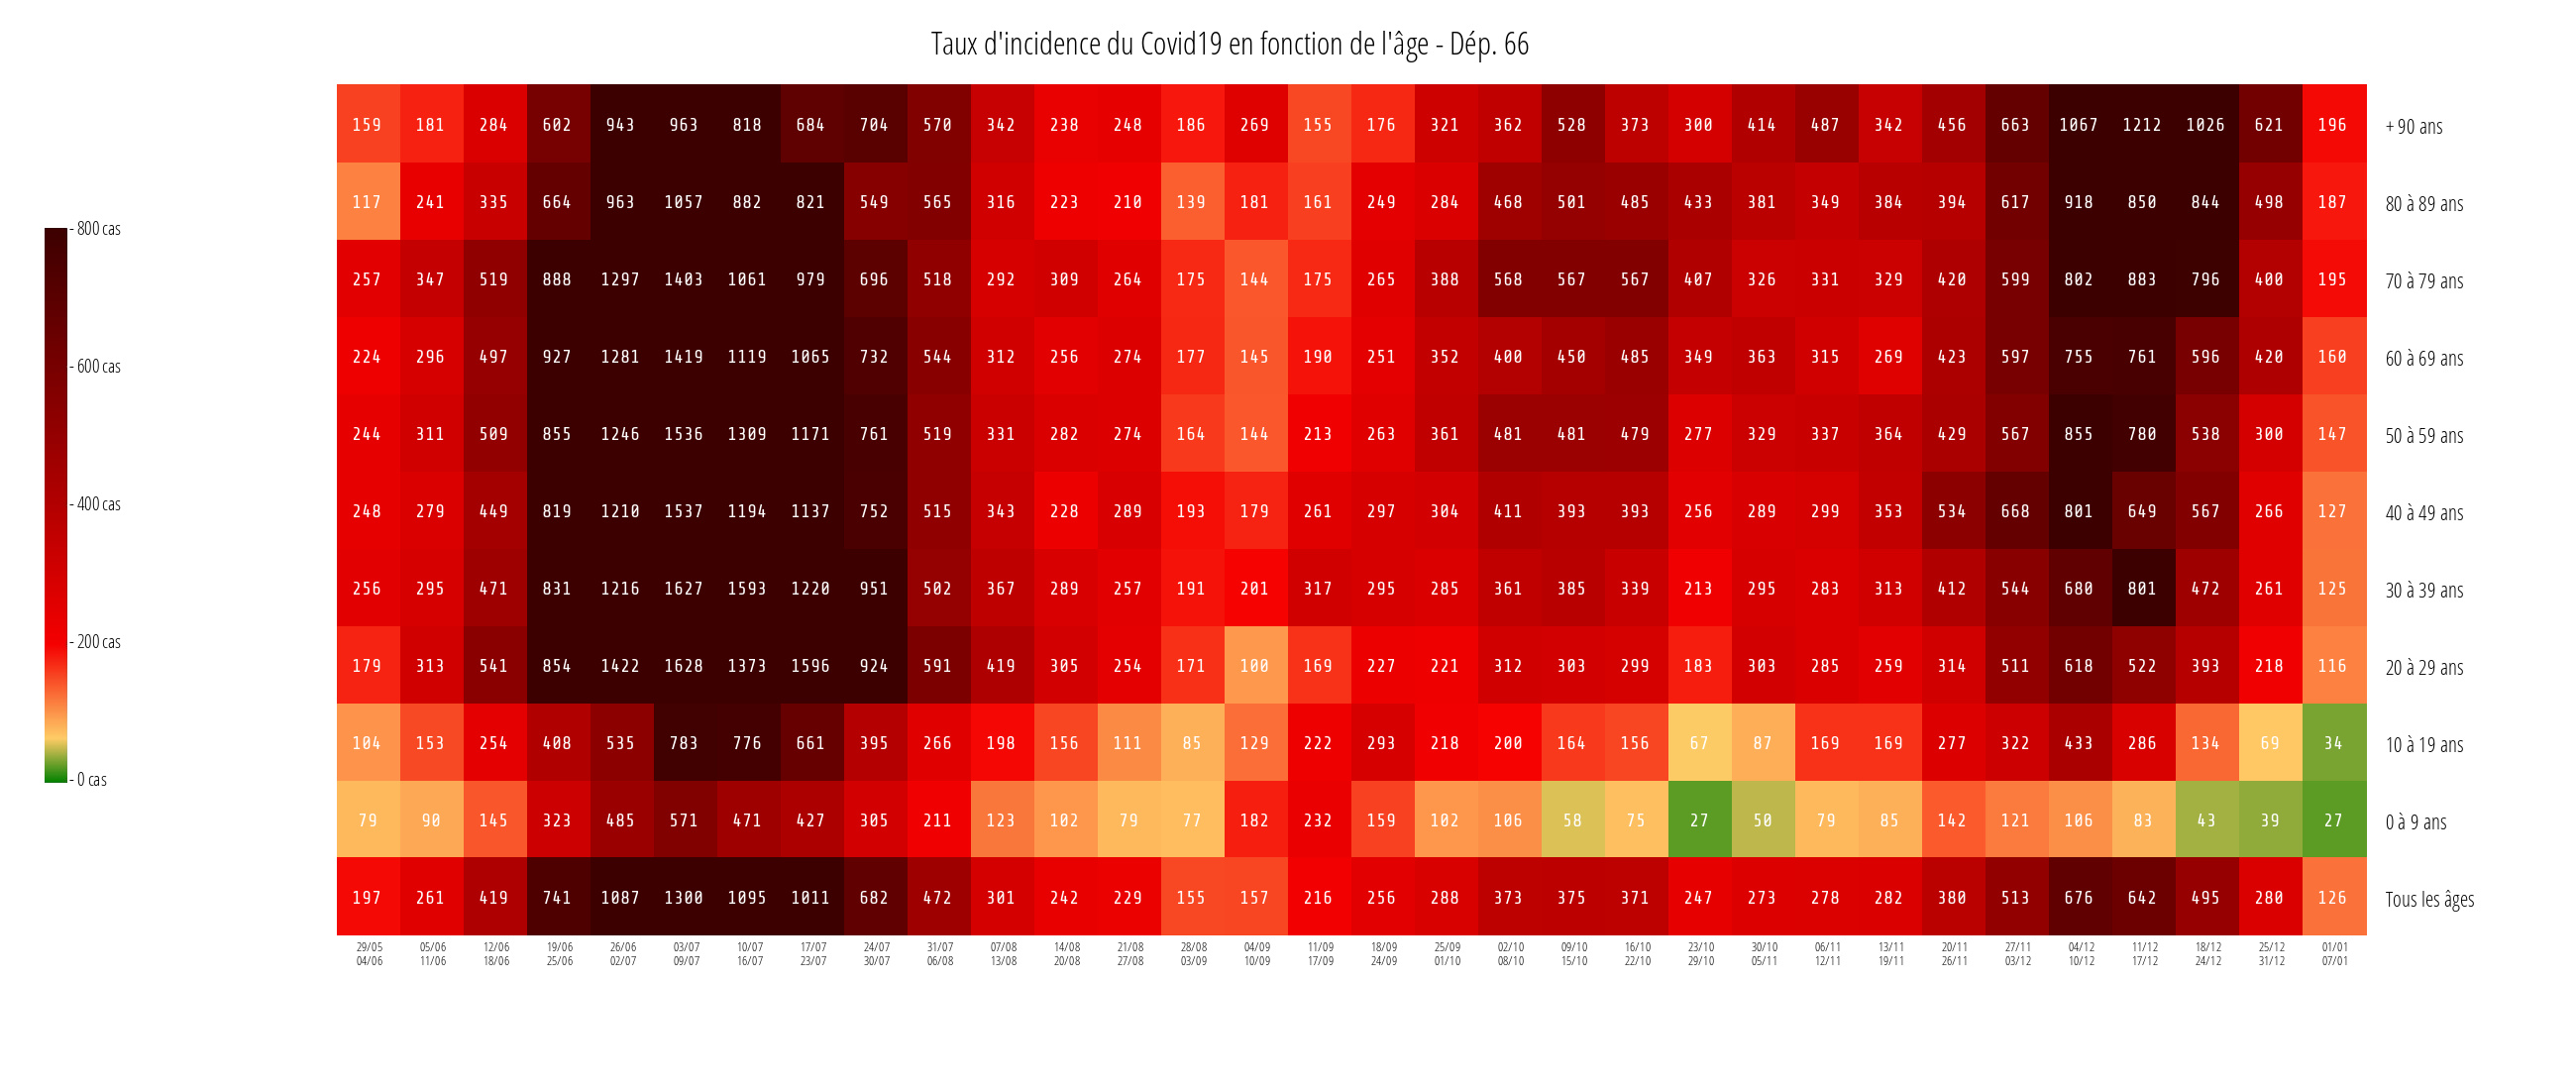 Taux d'incidence du Covid19 en fonction de l'âge - Dép. 66
159 181 284 602 943 963 818 684 704 570 342 238 248 186 269 155 176 321 362 528 373 300 414 487 342 456 663 1067 1212 1026 621 196 + 90 ans
117 241 335 664 963 1057 882 821 549 565 316 223 210 139 181 161 249 284 468 501 485 433 381 349 384 394 617 918 850 844 498 187 80 à 89 ans
- 800 cas
257 347 519 888 1297 1403 1061 979 696 518 292 309 264 175 144 175 265 388 568 567 567 407 326 331 329 420 599 802 883 796 400 195 70 à 79 ans
224 296 497 927 1281 1419 1119 1065 732 544 312 256 274 177 145 190 251 352 400 450 485 349 363 315 269 423 597 755 761 596 420 160 60 à 69 ans
- 600 cas
244 311 509 855 1246 1536 1309 1171 761 519 331 282 274 164 144 213 263 361 481 481 479 277 329 337 364 429 567 855 780 538 300 147 50 à 59 ans
- 400 cas
248 279 449 819 1210 1537 1194 1137 752 515 343 228 289 193 179 261 297 304 411 393 393 256 289 299 353 534 668 801 649 567 266 127 40 à 49 ans
256 295 471 831 1216 1627 1593 1220 951 502 367 289 257 191 201 317 295 285 361 385 339 213 295 283 313 412 544 680 801 472 261 125 30 à 39 ans
- 200 cas
179 313 541 854 1422 1628 1373 1596 924 591 419 305 254 171 100 169 227 221 312 303 299 183 303 285 259 314 511 618 522 393 218 116 20 à 29 ans
104 153 254 408 535 783 776 661 395 266 198 156 111 85 129 222 293 218 200 164 156 67 87 169 169 277 322 433 286 134 69 34 10 à 19 ans
- 0 cas
79 90 145 323 485 571 471 427 305 211 123 102 79 77 182 232 159 102 106 58 75 27 50 79 85 142 121 106 83 43 39 27 0 à 9 ans
197 261 419 741 1087 1300 1095 1011 682 472 301 242 229 155 157 216 256 288 373 375 371 247 273 278 282 380 513 676 642 495 280 126 Tous les âges
29/05 05/06 12/06 19/06 26/06 03/07 10/07 17/07 24/07 31/07 07/08 14/08 21/08 28/08 04/09 11/09 18/09 25/09 02/10 09/10 16/10 23/10 30/10 06/11 13/11 20/11 27/11 04/12 11/12 18/12 25/12 01/01
04/06 11/06 18/06 25/06 02/07 09/07 16/07 23/07 30/07 06/08 13/08 20/08 27/08 03/09 10/09 17/09 24/09 01/10 08/10 15/10 22/10 29/10 05/11 12/11 19/11 26/11 03/12 10/12 17/12 24/12 31/12 07/01